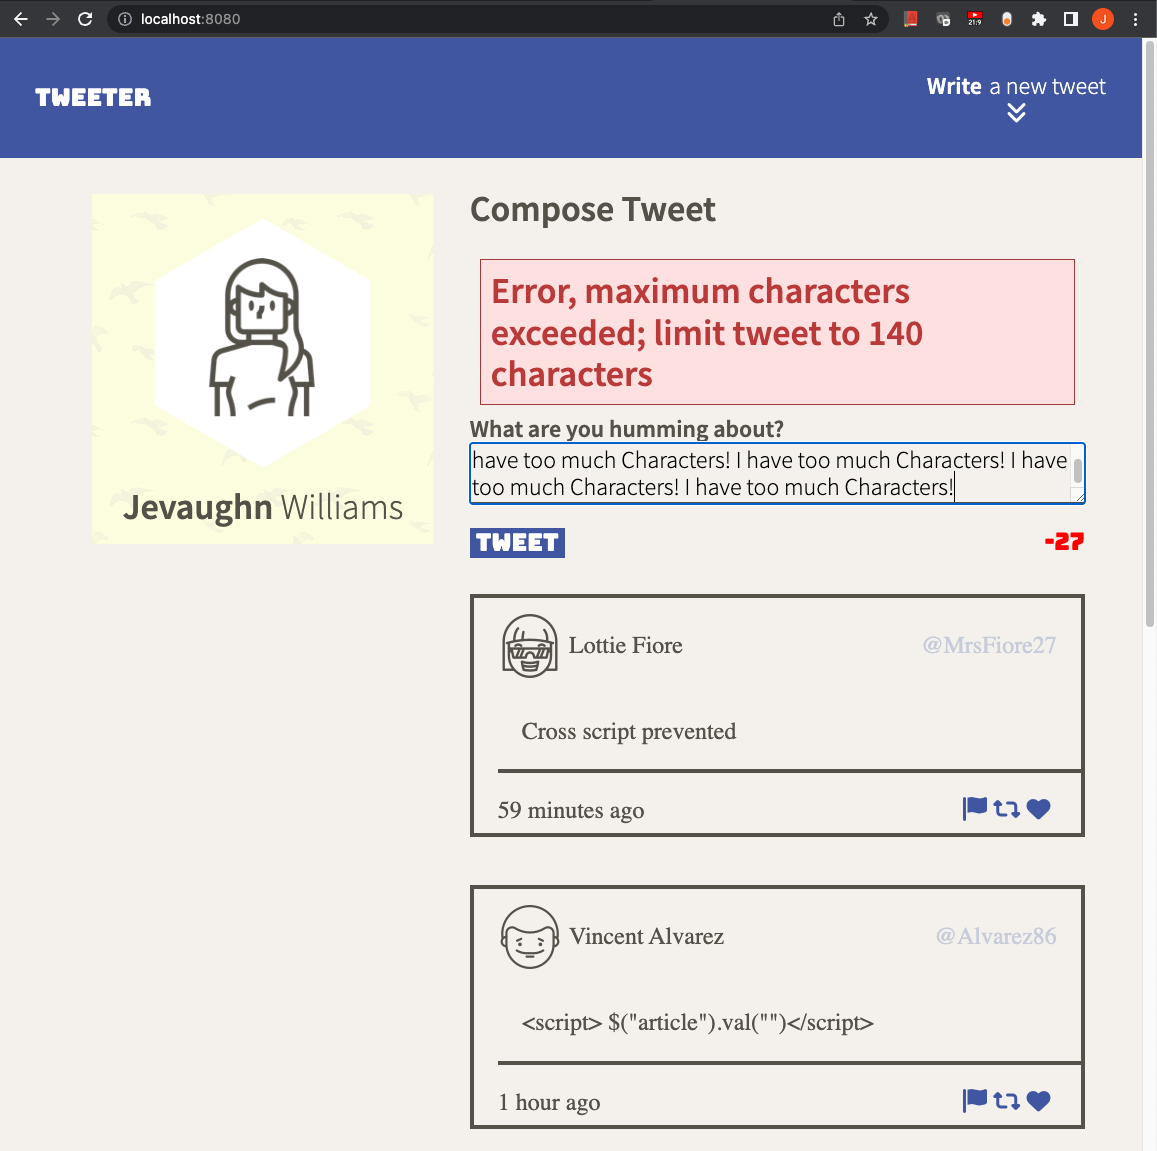 localhost:8080
21:9
J
TWEETER
Write a new tweet
Compose Tweet
Error, maximum characters
exceeded; limit tweet to 140
characters
What are you humming about?
have too much Characters! I have too much Characters! I have
too much Characters! I have too much Characters!
TWEET
-27
Jevaughn Williams
Lottie Fiore
@MrsFiore27
Cross script prevented
59 minutes ago
Vincent Alvarez
@Alvarez86
<script> $("article").val("")</script>
1 hour ago